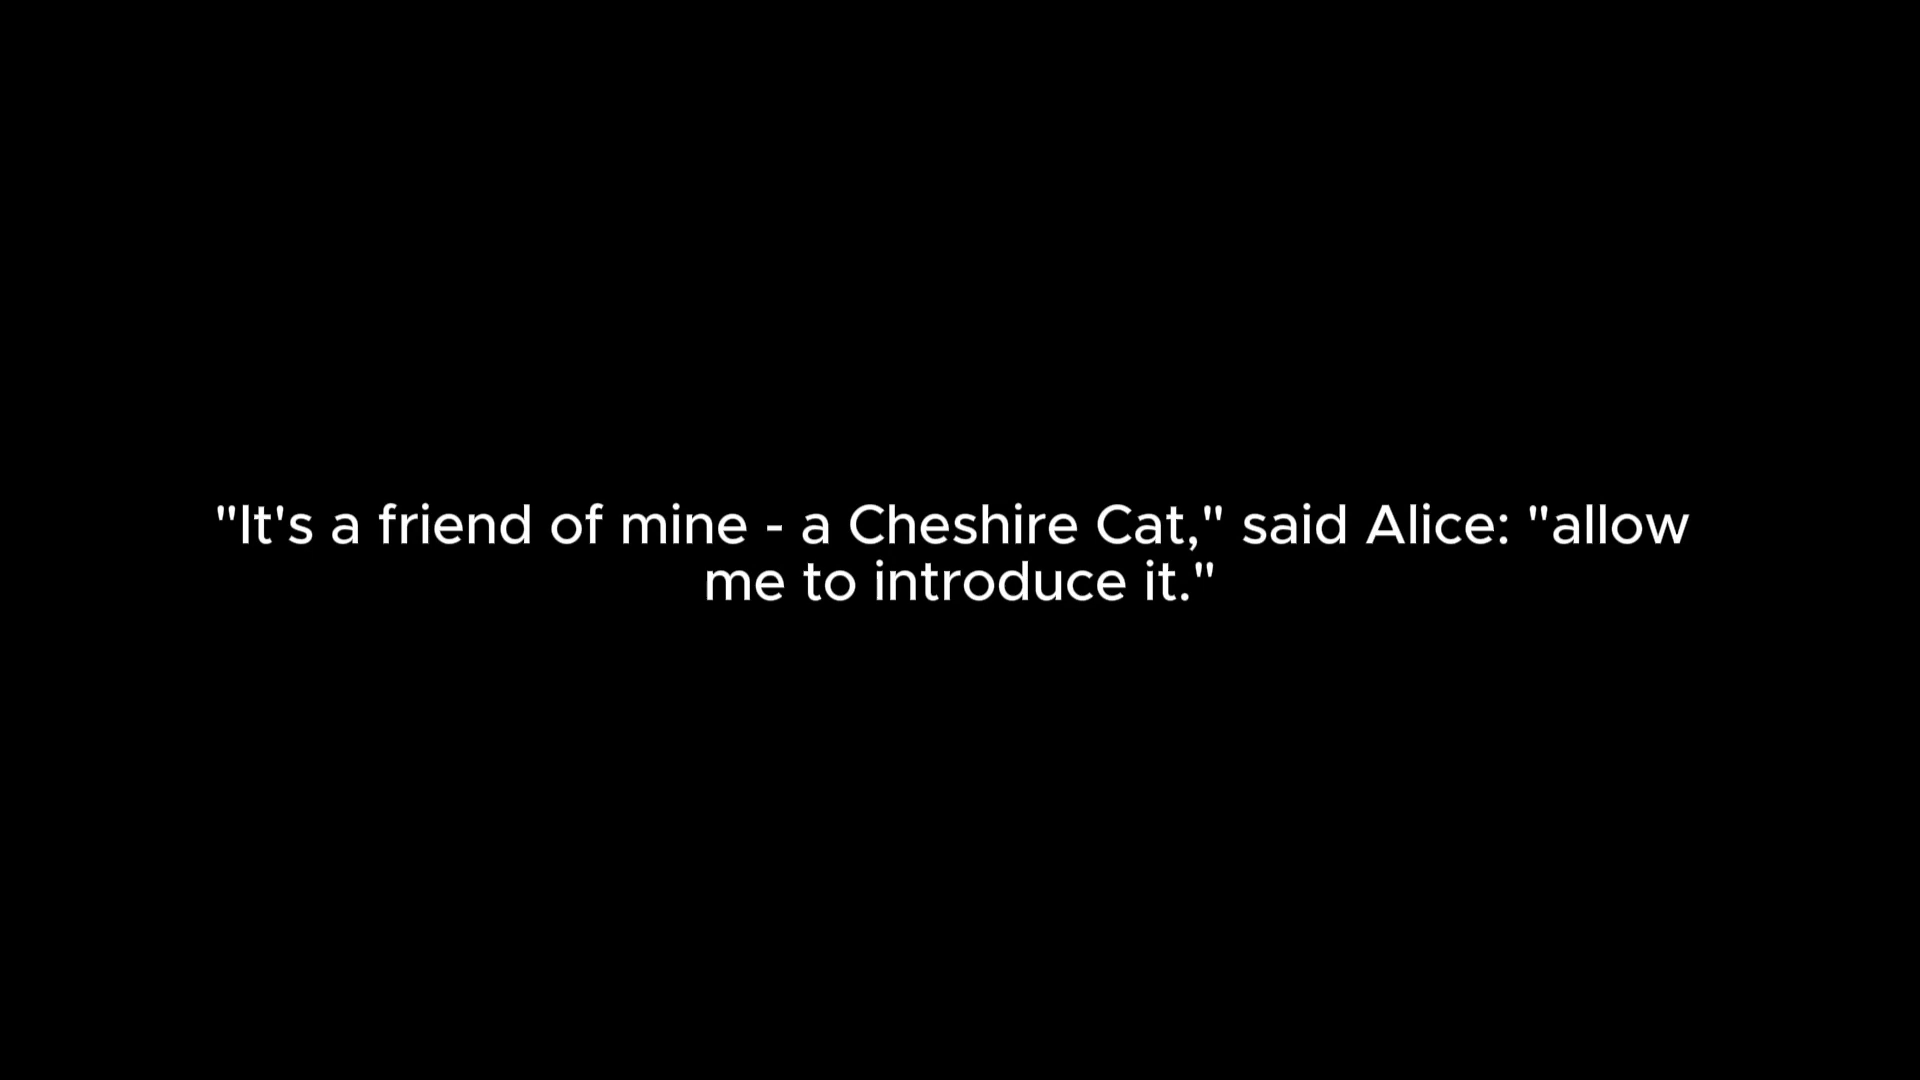 "It's a friend of mine - a Cheshire Cat," said Alice: "allow
me to introduce it."